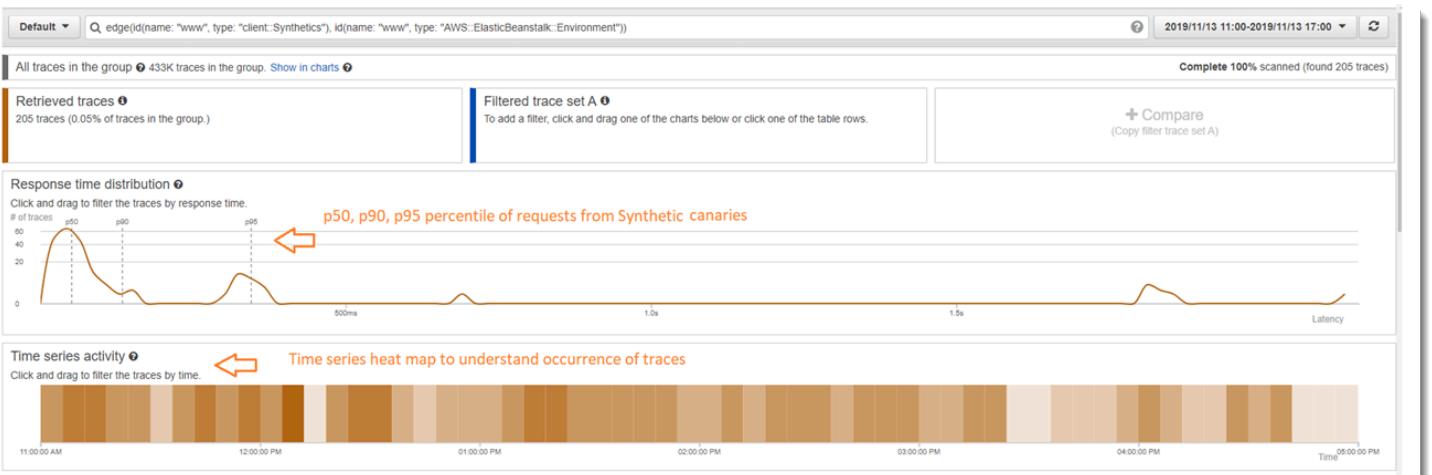 Default edge(id(name: "www", type: "client::Synthetics"), id(name: "www", type: "AWS::ElasticBeanstalk::Environment")) 2019/11/13 11:00-2019/11/13 17:00
All traces in the group 433K traces in the group. Show in charts Complete 100% scanned (found 205 traces)
Retrieved traces
205 traces (0.05% of traces in the group.)
Filtered trace set A
To add a filter, click and drag one of the charts below or click one of the table rows.
+ Compare
(Copy filter trace set A)
Response time distribution
Click and drag to filter the traces by response time.
# of traces p50 p90 p95
p50, p90, p95 percentile of requests from Synthetic canaries
60
40
20
0
500ms 1.0s 1.5s
Latency
Time series activity
Time series heat map to understand occurrence of traces
Click and drag to filter the traces by time.
11:00:00 AM 12:00:00 PM 01:00:00 PM 02:00:00 PM 03:00:00 PM 04:00:00 PM 05:00:00 PM
Time